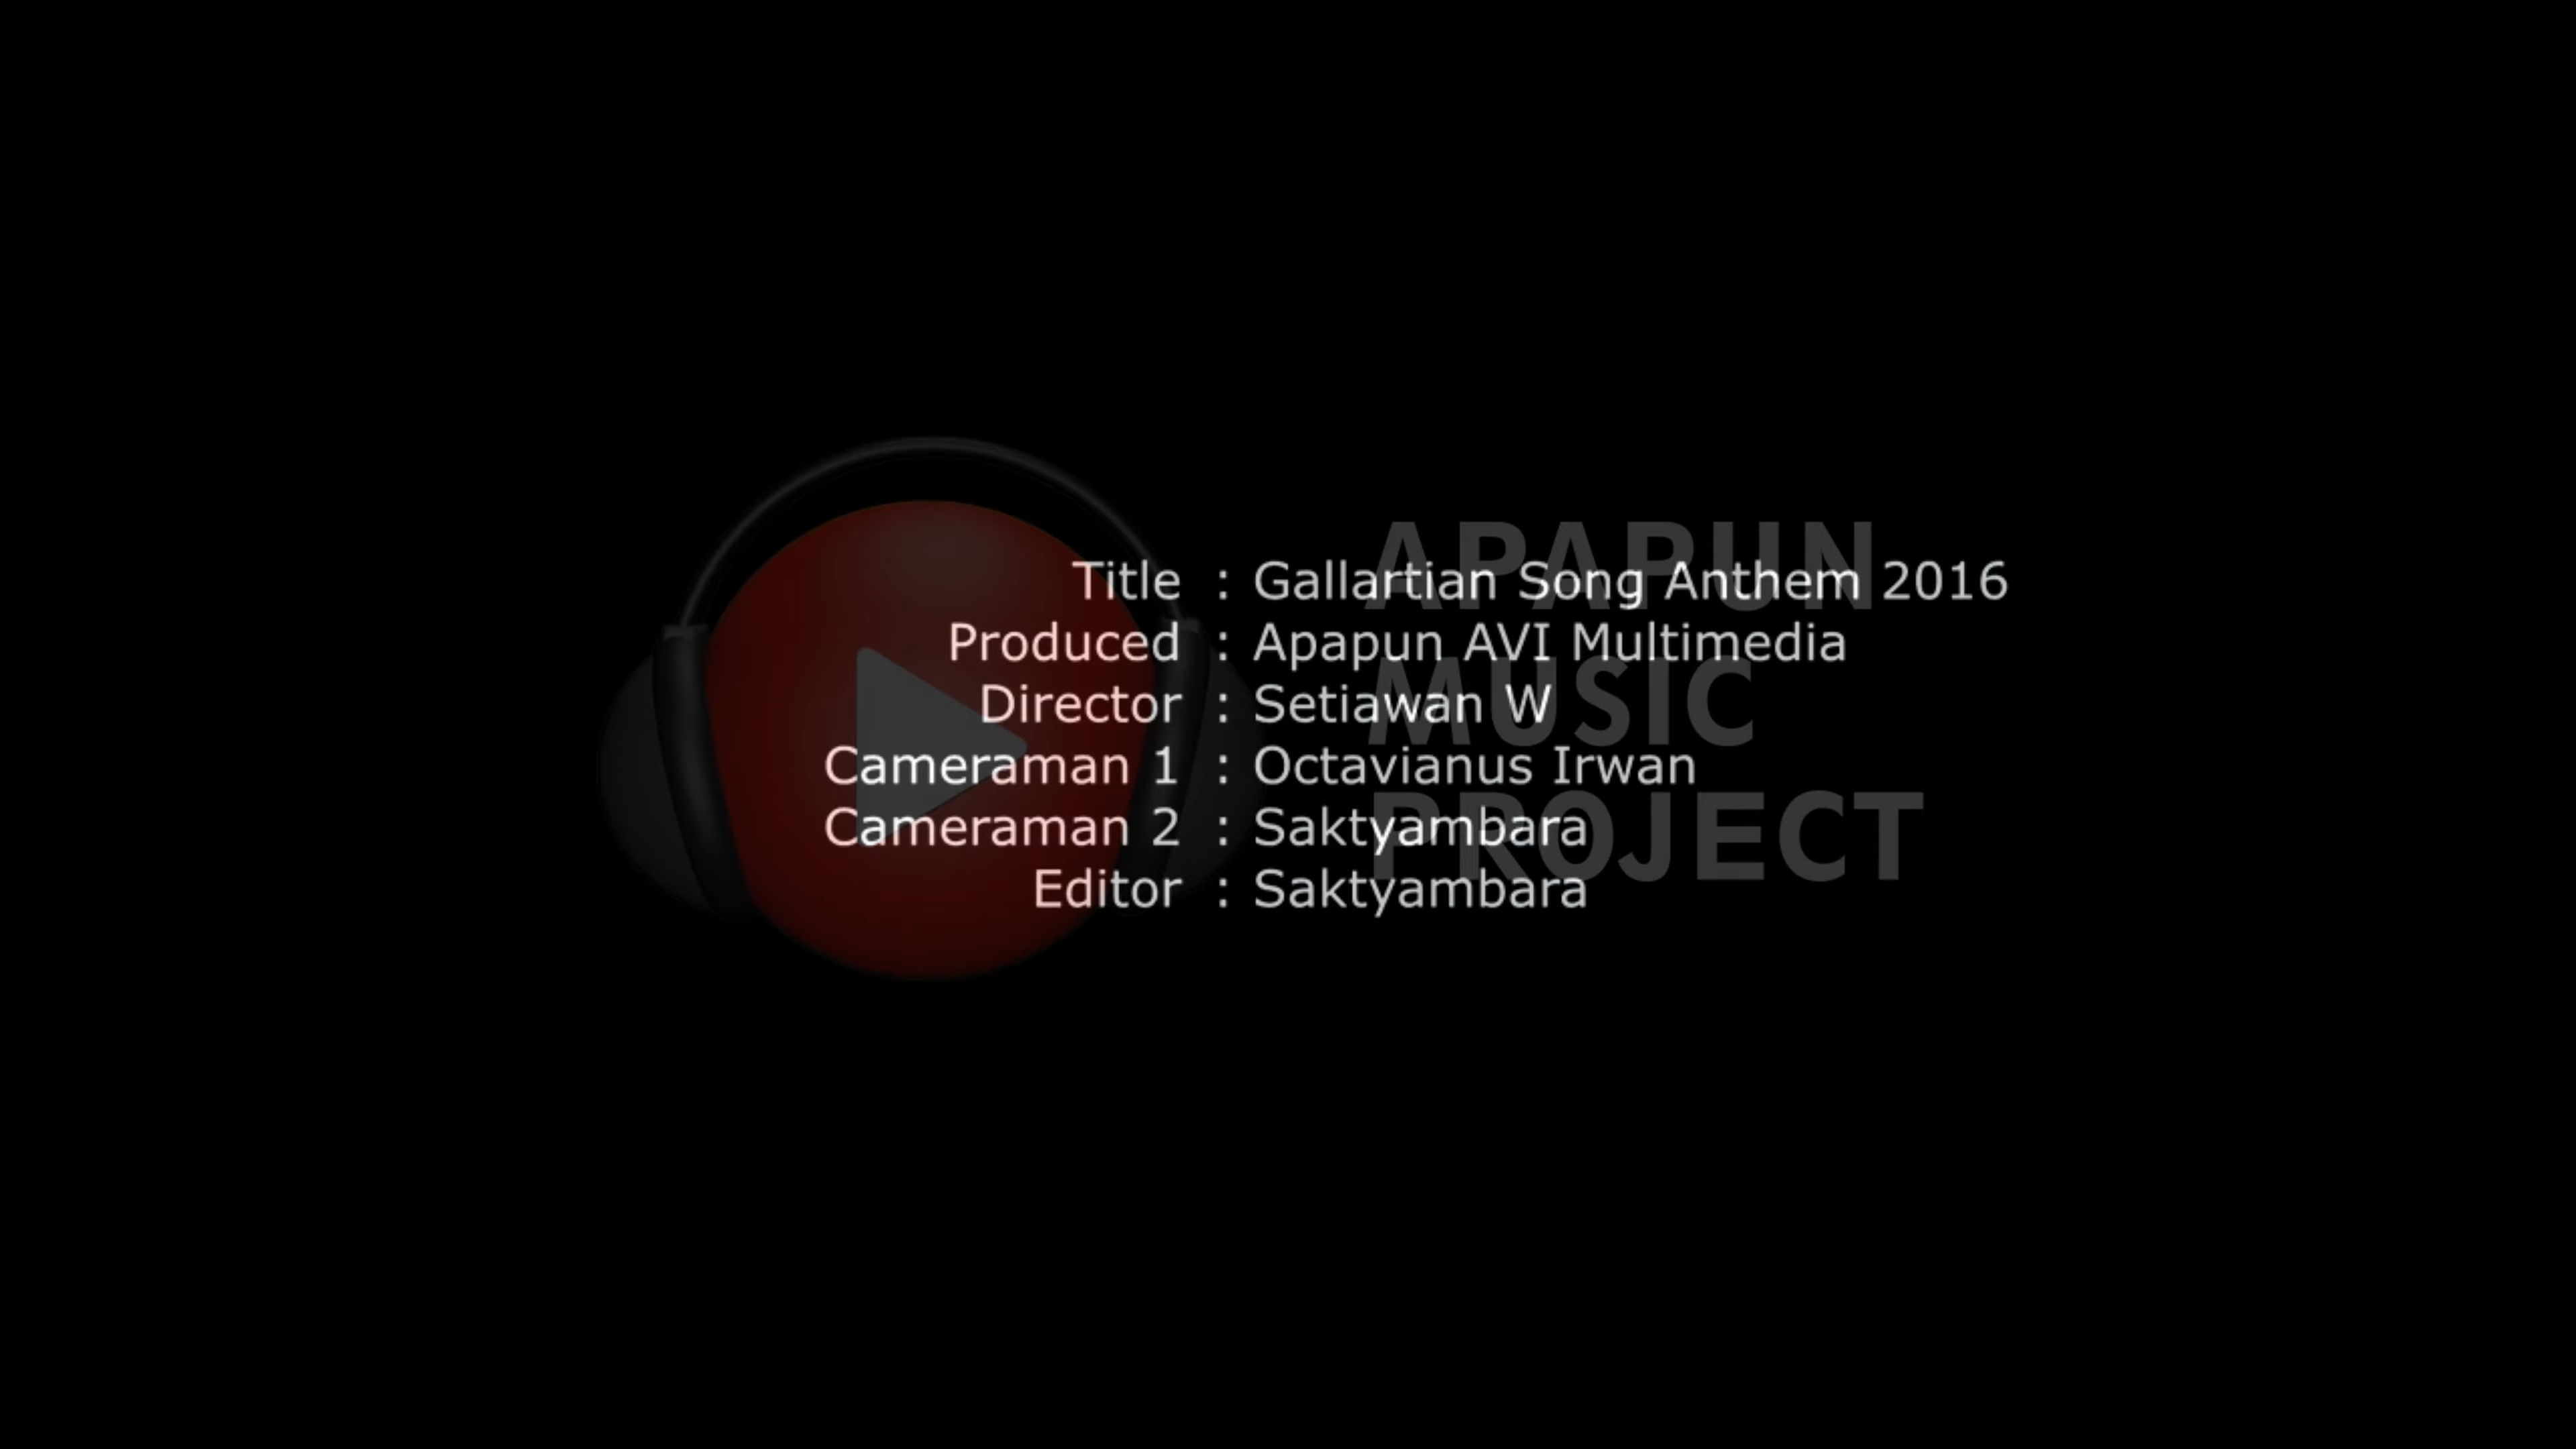 Title : Gallartian Song Anthem 2016
Produced : Apapun AVI Multimedia
Director : Setiawan W
Cameraman 1 : Octavianus Irwan
Cameraman 2 : Saktyambara
Editor : Saktyambara
APAPUN
MUSIC
PROJECT